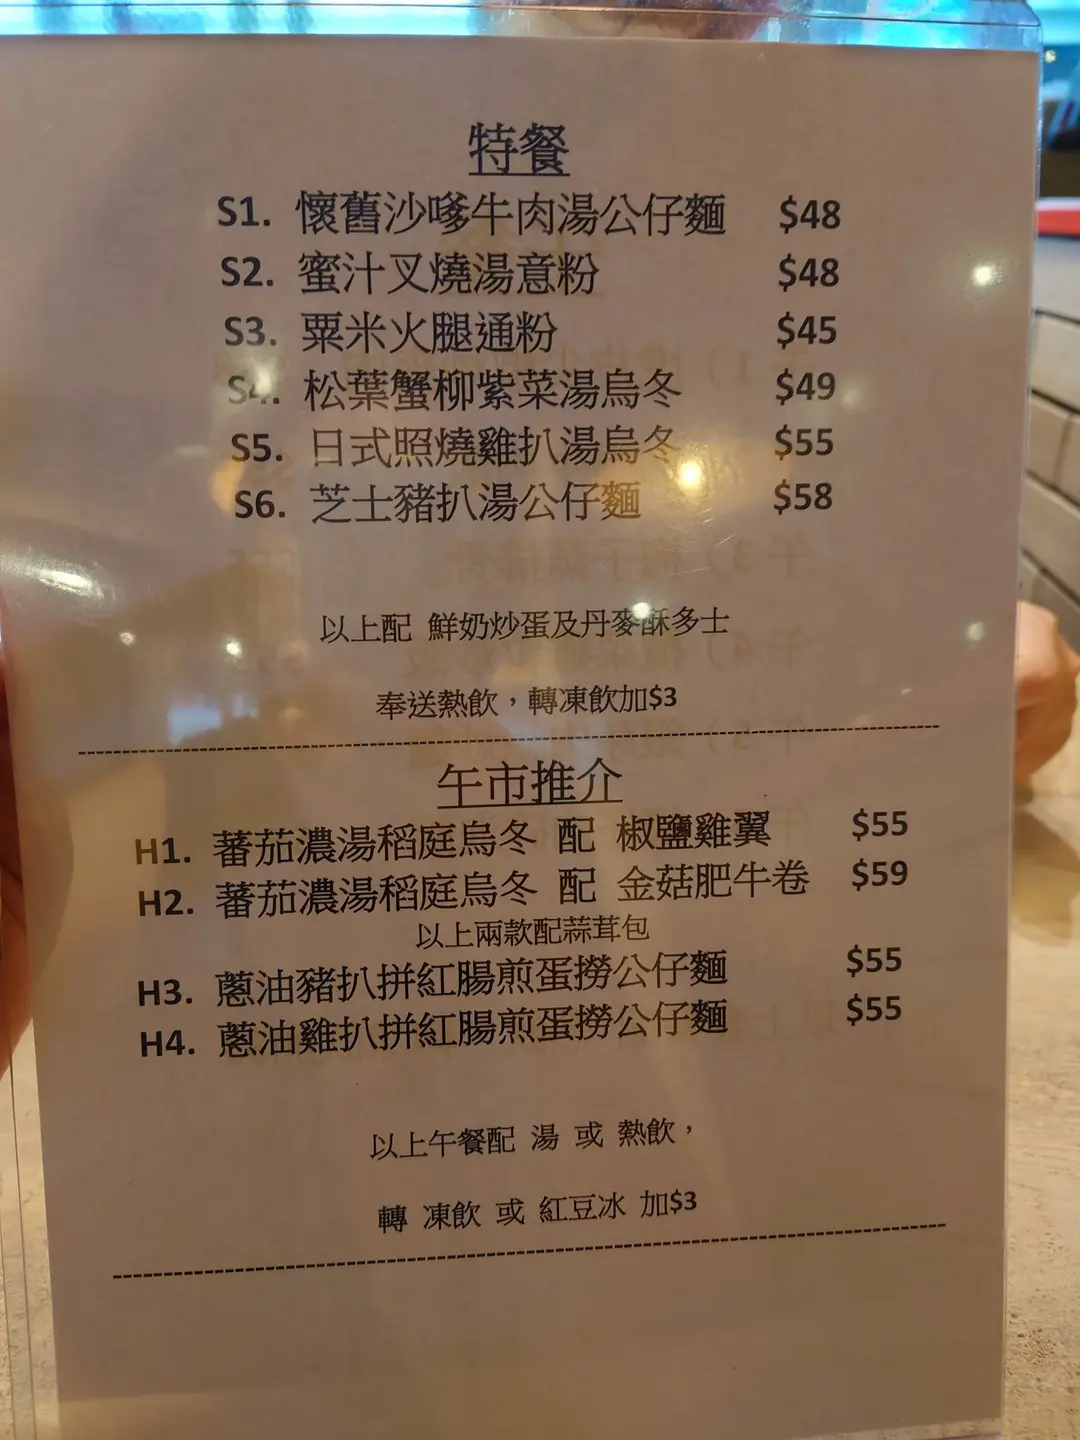 特餐
S1. 懷舊沙嗲牛肉湯公仔麵 $48
S2. 蜜汁叉燒湯意粉 $48
S3. 粟米火腿通粉 $45
S4. 松葉蟹柳紫菜湯烏冬 $49
S5. 日式照燒雞扒湯烏冬 $55
S6. 芝士豬扒湯公仔麵 $58
以上配 鮮奶炒蛋及丹麥酥多士
奉送熱飲，轉凍飲加$3
午市推介
H1. 蕃茄濃湯稻庭烏冬 配 椒鹽雞翼 $55
H2. 蕃茄濃湯稻庭烏冬 配 金菇肥牛卷 $59
以上兩款配蒜茸包
H3. 蔥油豬扒拼紅腸煎蛋撈公仔麵 $55
H4. 蔥油雞扒拼紅腸煎蛋撈公仔麵 $55
以上午餐配 湯 或 熱飲，
轉 凍飲 或 紅豆冰 加$3